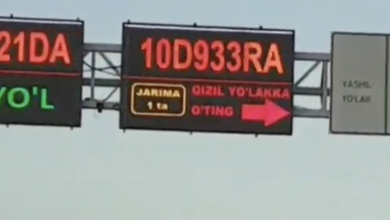 21DA
YO'L
10D933RA
JARIMA
1 ta
QIZIL YO'LAKKA
O'TING
YASHIL
YO'LAK